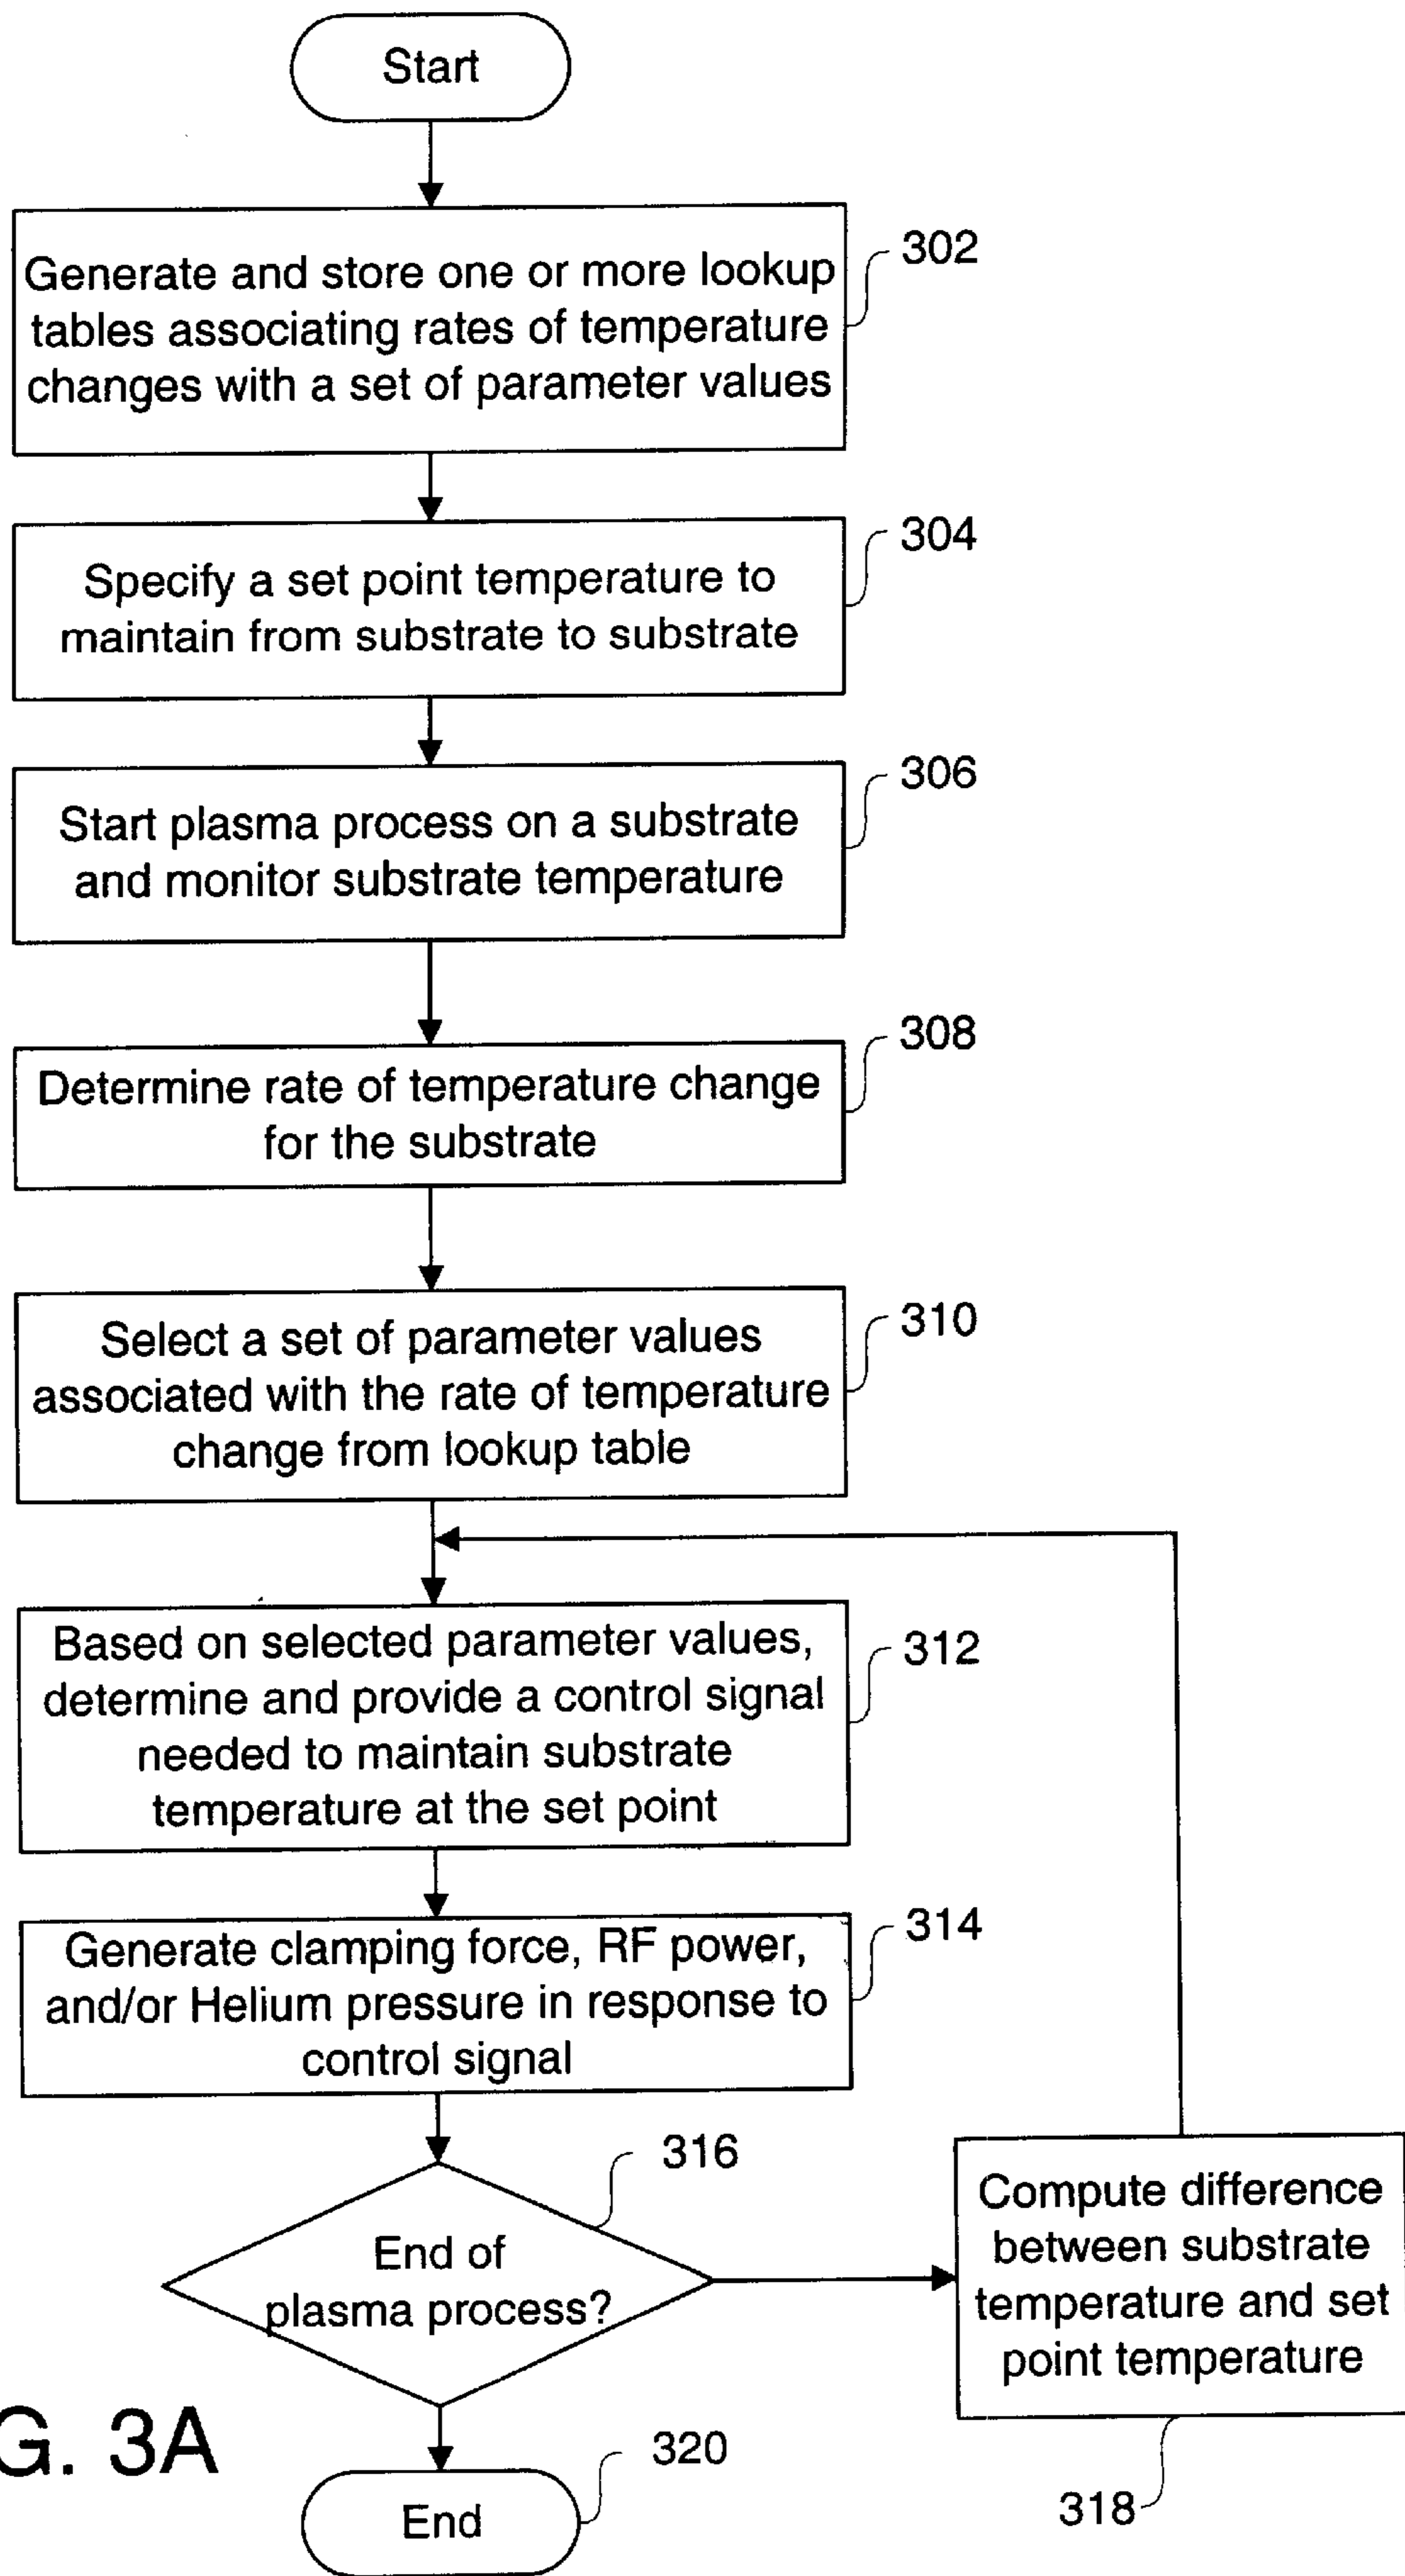 Start
Generate and store one or more lookup
tables associating rates of temperature
changes with a set of parameter values
302
Specify a set point temperature to
maintain from substrate to substrate
304
Start plasma process on a substrate
and monitor substrate temperature
306
Determine rate of temperature change
for the substrate
308
Select a set of parameter values
associated with the rate of temperature
change from lookup table
310
Based on selected parameter values,
determine and provide a control signal
needed to maintain substrate
temperature at the set point
312
Generate clamping force, RF power,
and/or Helium pressure in response to
control signal
314
End of
plasma process?
316
Compute difference
between substrate
temperature and set
point temperature
318
G. 3A
End
320